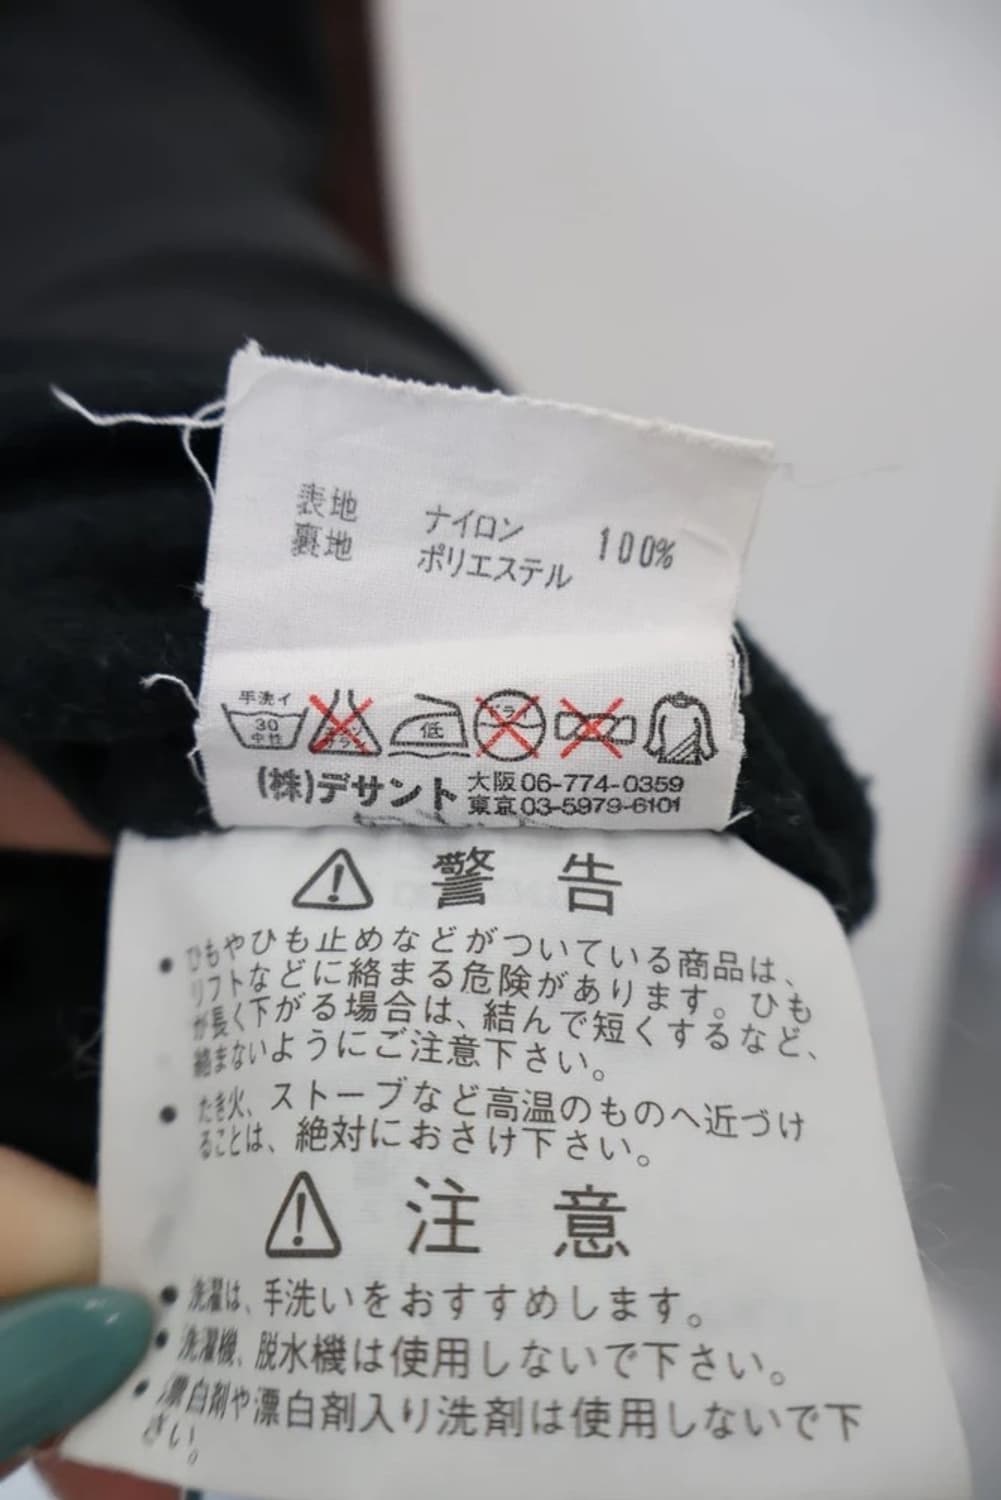 表地 ナイロン 100%
裏地 ポリエステル
手洗イ
30
中性
低
(株)デサント 大阪06-774-0359
東京03-5979-6101
警告
●ひもやひも止めなどがついている商品は、
リフトなどに絡まる危険があります。ひも
が長く下がる場合は、結んで短くするなど、
絡まないようにご注意下さい。
●たき火、ストーブなど高温のものへ近づけ
ることは、絶対におさけ下さい。
注意
●洗濯は、手洗いをおすすめします。
●洗濯機、脱水機は使用しないで下さい。
●漂白剤や漂白剤入り洗剤は使用しないで下
さい。